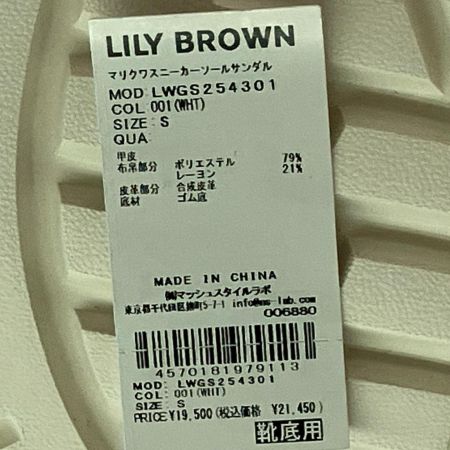 LILY BROWN
マリクワスニーカーソールサンダル
MOD: LWGS254301
COL: 001(WHT)
SIZE: S
QUA:
甲皮
布帛部分 ポリエステル 79%
レーヨン 21%
皮革部分 合成皮革
底材 ゴム底
MADE IN CHINA
㈱マッシュスタイルラボ
東京都千代田区麹町5-7-1 info@ms-lab.com
006880
4570181979113
MOD: LWGS254301
COL: 001(WHT)
SIZE: S
PRICE ¥19,500(税込価格 ¥21,450)
靴底用